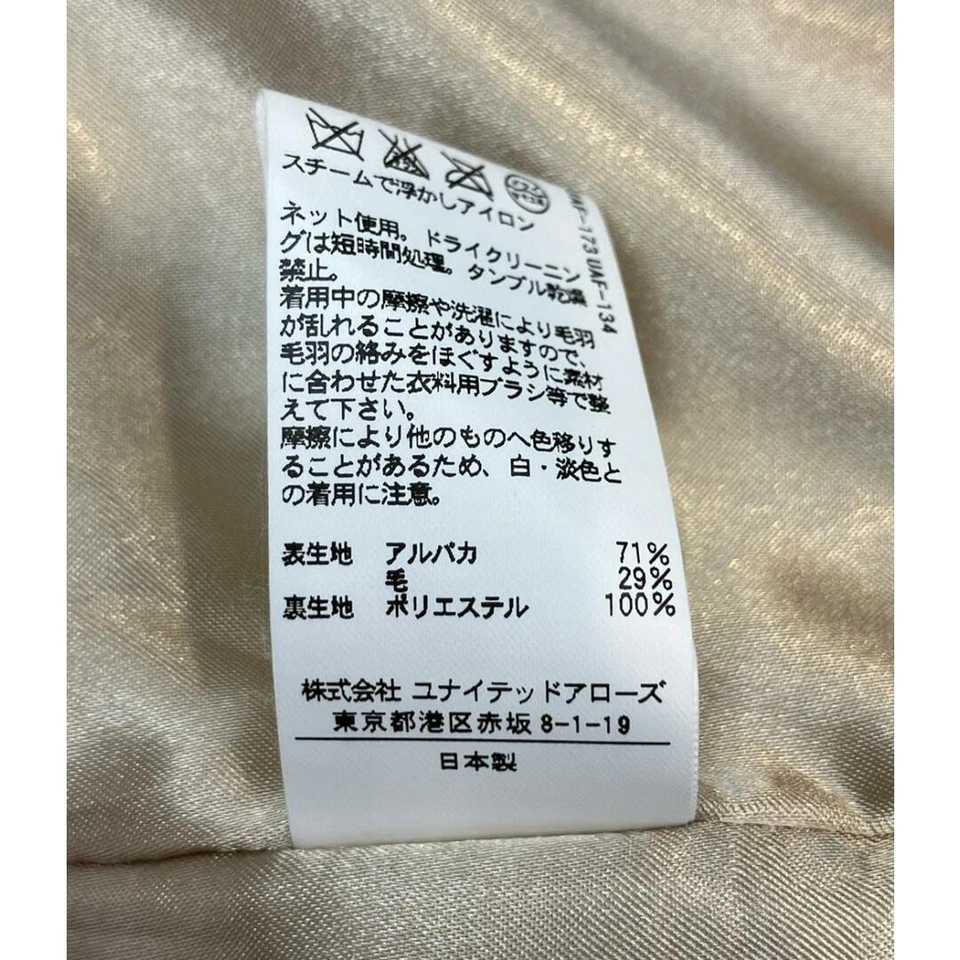 スチームで浮かしアイロン
ネット使用。ドライクリーニン
グは短時間処理。タンブル乾燥
禁止。
着用中の摩擦や洗濯により毛羽
が乱れることがありますので、
毛羽の絡みをほぐすように素材
に合わせた衣料用ブラシ等で整
えて下さい。
摩擦により他のものへ色移りす
ることがあるため、白・淡色と
の着用に注意。
表生地 アルパカ 71%
毛 29%
裏生地 ポリエステル 100%
株式会社 ユナイテッドアローズ
東京都港区赤坂 8-1-19
日本製
-173 UAF-134